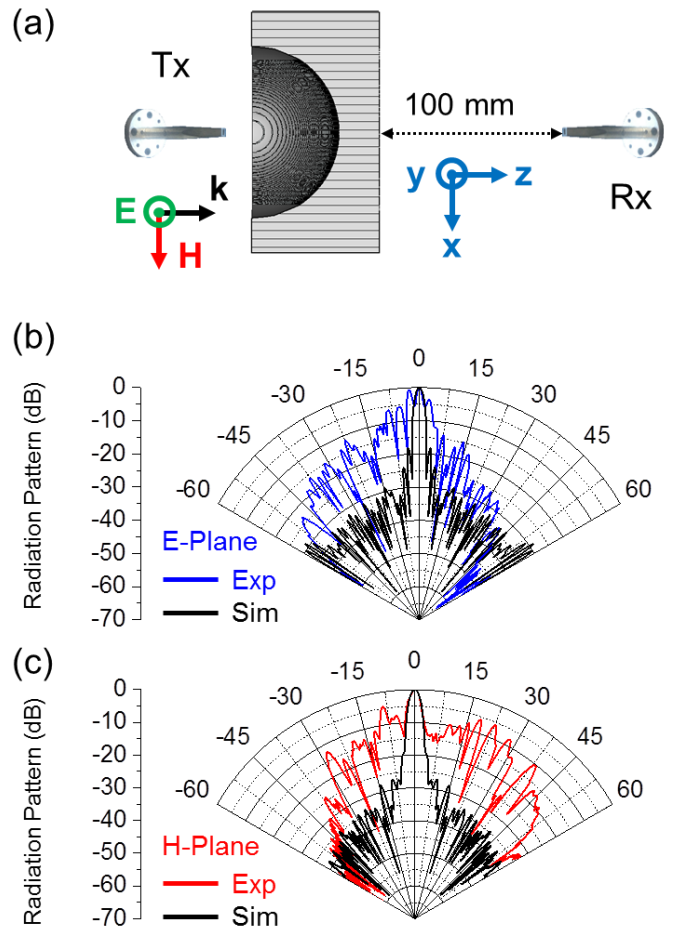 (a)
Tx
100 mm
E k
H
y z
x
Rx
(b)
Radiation Pattern (dB)
0
-10
-20
-30
-40
-50
-60
-70
-60 -45 -30 -15 0 15 30 45 60
E-Plane
Exp
Sim
(c)
Radiation Pattern (dB)
0
-10
-20
-30
-40
-50
-60
-70
-60 -45 -30 -15 0 15 30 45 60
H-Plane
Exp
Sim